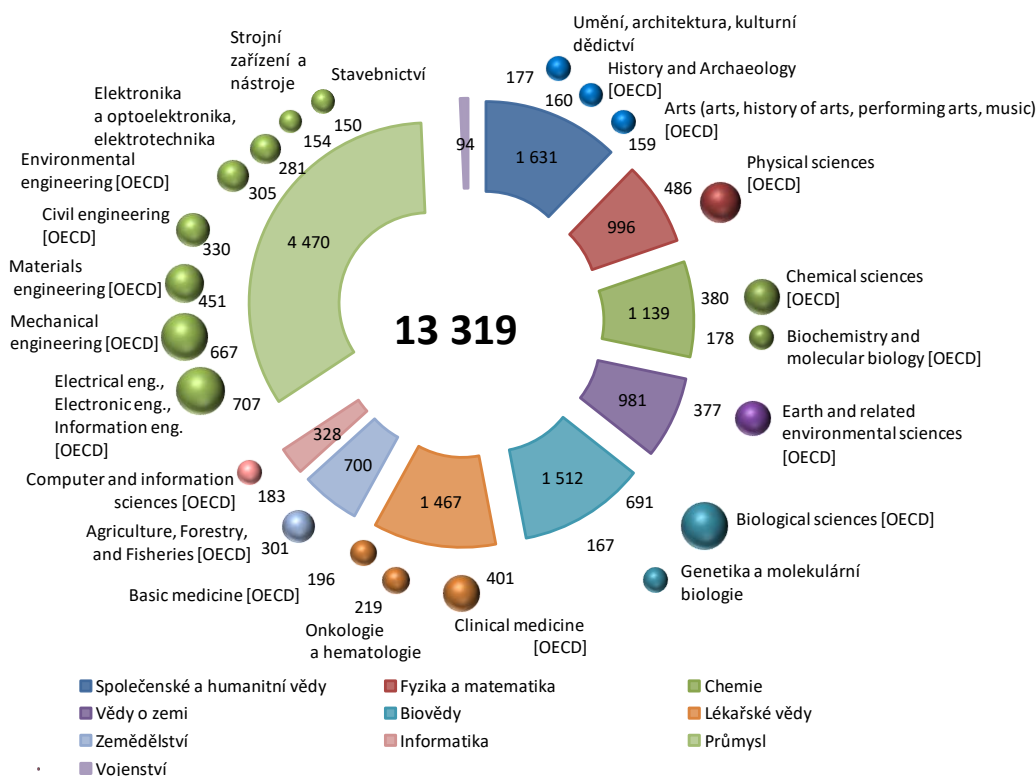 Umění, architektura, kulturní
dědictví
177
History and Archaeology
[OECD]
160
Arts (arts, history of arts, performing arts, music)
[OECD]
159
Strojní
zařízení a
nástroje
Stavebnictví
150
154
Elektronika
a optoelektronika,
elektrotechnika
281
Environmental
engineering [OECD]
305
Civil engineering
[OECD]
330
Materials
engineering [OECD]
451
Mechanical
engineering [OECD]
667
Electrical eng.,
Electronic eng.,
Information eng.
[OECD]
707
94
1 631
996
1 139
981
1 512
1 467
700
328
4 470
13 319
Physical sciences
[OECD]
486
Chemical sciences
[OECD]
380
Biochemistry and
molecular biology [OECD]
178
Earth and related
environmental sciences
[OECD]
377
Biological sciences [OECD]
691
Genetika a molekulární
biologie
167
Clinical medicine
[OECD]
401
Onkologie
a hematologie
219
Basic medicine [OECD]
196
Agriculture, Forestry,
and Fisheries [OECD]
301
Computer and information
sciences [OECD]
183
Společenské a humanitní vědy
Fyzika a matematika
Chemie
Vědy o zemi
Biovědy
Lékařské vědy
Zemědělství
Informatika
Průmysl
Vojenství